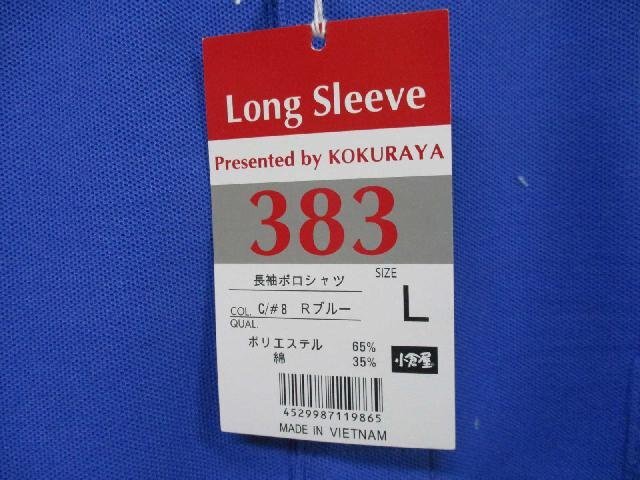 Long Sleeve
Presented by KOKURAYA
383
長袖ポロシャツ
SIZE
L
COL. C/#8 Rブルー
QUAL.
ポリエステル 65%
綿 35%
小倉屋
4529987119865
MADE IN VIETNAM